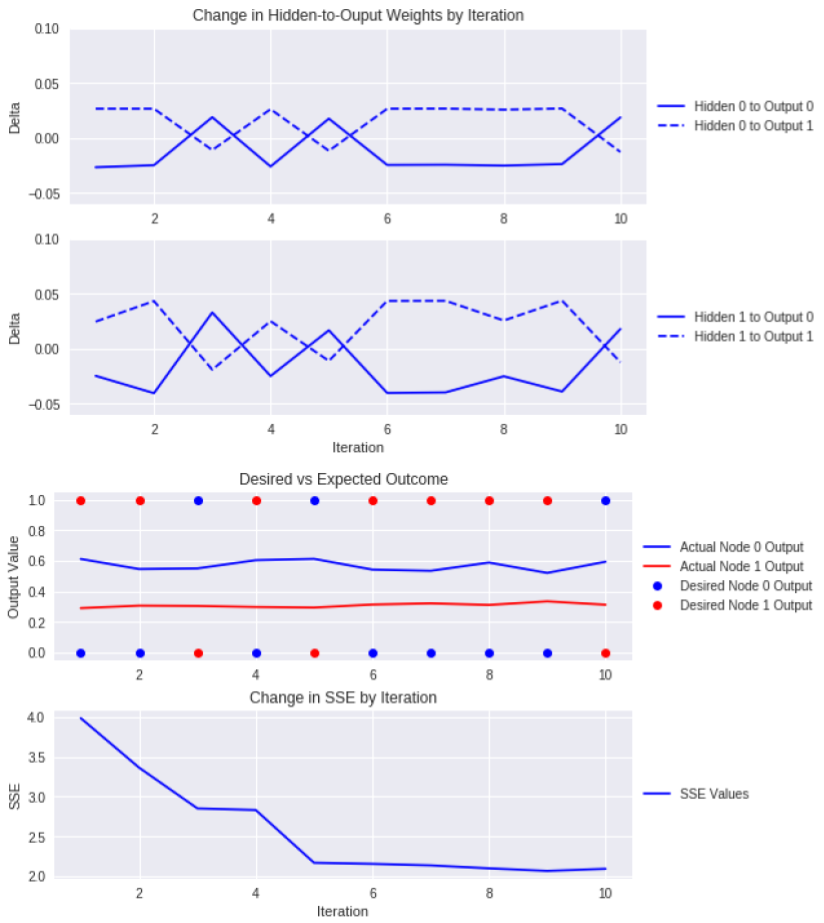 Change in Hidden-to-Ouput Weights by Iteration
0.10
0.05
0.00
−0.05
Delta
2 4 6 8 10
Hidden 0 to Output 0
Hidden 0 to Output 1
0.10
0.05
0.00
−0.05
Delta
2 4 6 8 10
Iteration
Hidden 1 to Output 0
Hidden 1 to Output 1
Desired vs Expected Outcome
1.0
0.8
0.6
0.4
0.2
0.0
Output Value
2 4 6 8 10
Actual Node 0 Output
Actual Node 1 Output
Desired Node 0 Output
Desired Node 1 Output
Change in SSE by Iteration
4.0
3.5
3.0
2.5
2.0
SSE
2 4 6 8 10
Iteration
SSE Values